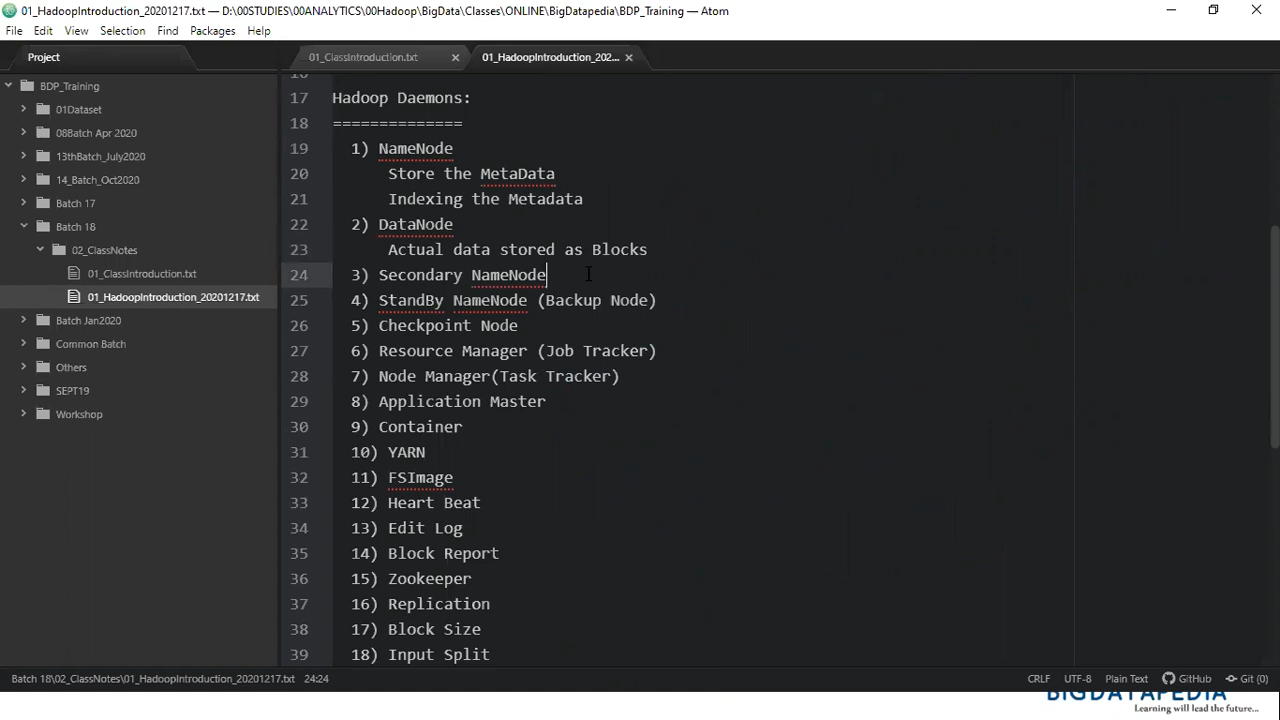 01_HadoopIntroduction_20201217.txt — D:\00STUDIES\00ANALYTICS\00Hadoop\BigData\Classes\ONLINE\BigDatapedia\BDP_Training — Atom
File Edit View Selection Find Packages Help
Project
01_ClassIntroduction.txt
01_HadoopIntroduction_202...
BDP_Training
01Dataset
08Batch Apr 2020
13thBatch_July2020
14_Batch_Oct2020
Batch 17
Batch 18
02_ClassNotes
01_ClassIntroduction.txt
01_HadoopIntroduction_20201217.txt
Batch Jan2020
Common Batch
Others
SEPT19
Workshop
16
17 Hadoop Daemons:
18 ==============
19 1) NameNode
20 Store the MetaData
21 Indexing the Metadata
22 2) DataNode
23 Actual data stored as Blocks
24 3) Secondary NameNode
25 4) StandBy NameNode (Backup Node)
26 5) Checkpoint Node
27 6) Resource Manager (Job Tracker)
28 7) Node Manager(Task Tracker)
29 8) Application Master
30 9) Container
31 10) YARN
32 11) FSImage
33 12) Heart Beat
34 13) Edit Log
35 14) Block Report
36 15) Zookeeper
37 16) Replication
38 17) Block Size
39 18) Input Split
Batch 18\02_ClassNotes\01_HadoopIntroduction_20201217.txt 24:24 CRLF UTF-8 Plain Text GitHub Git (0)
BIGDATAPEDIA
Learning will lead the future...